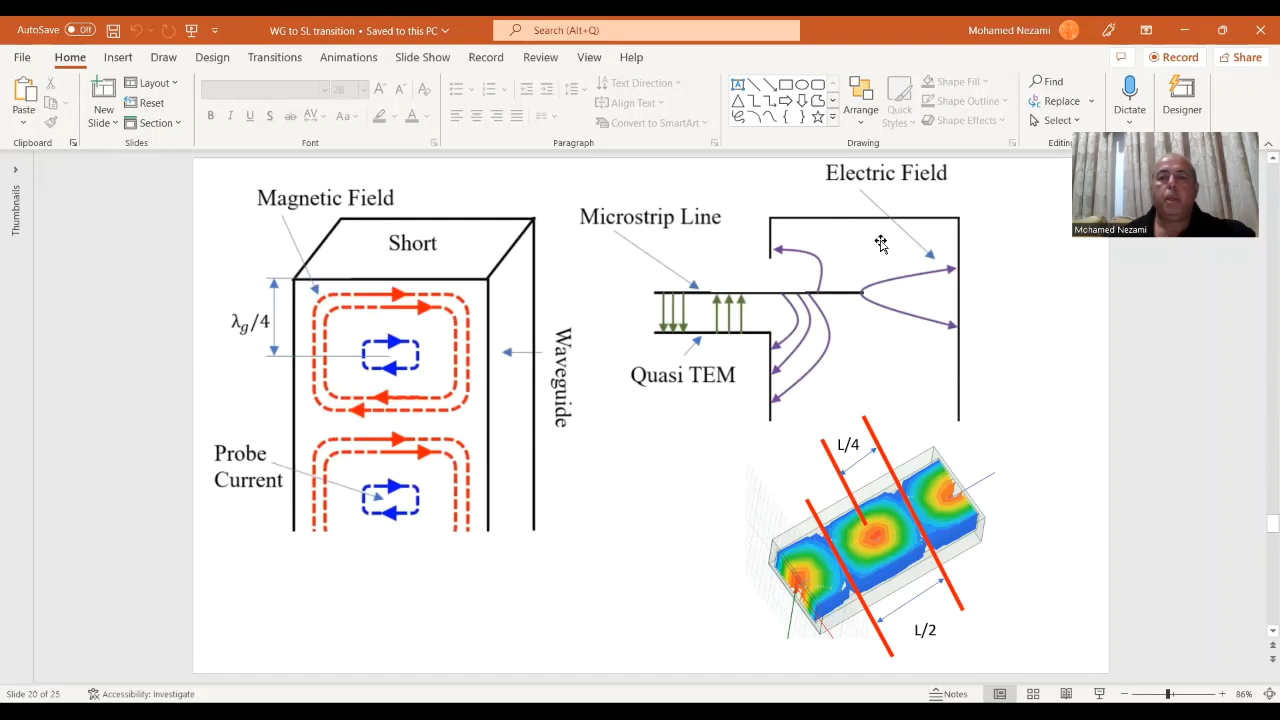 AutoSave Off
WG to SL transition • Saved to this PC
Search (Alt+Q)
Mohamed Nezami
File Home Insert Draw Design Transitions Animations Slide Show Record Review View Help
Record Share
Paste
New
Slide
Layout
Reset
Section
28
Text Direction
Align Text
Convert to SmartArt
Arrange
Quick
Styles
Shape Fill
Shape Outline
Shape Effects
Find
Replace
Select
Dictate
Designer
Clipboard Slides Font Paragraph Drawing Editing
Mohamed Nezami
Thumbnails
Magnetic Field
Short
λg/4
Waveguide
Probe
Current
Electric Field
Microstrip Line
Quasi TEM
L/4
L/2
Slide 20 of 25 Accessibility: Investigate Notes 86%